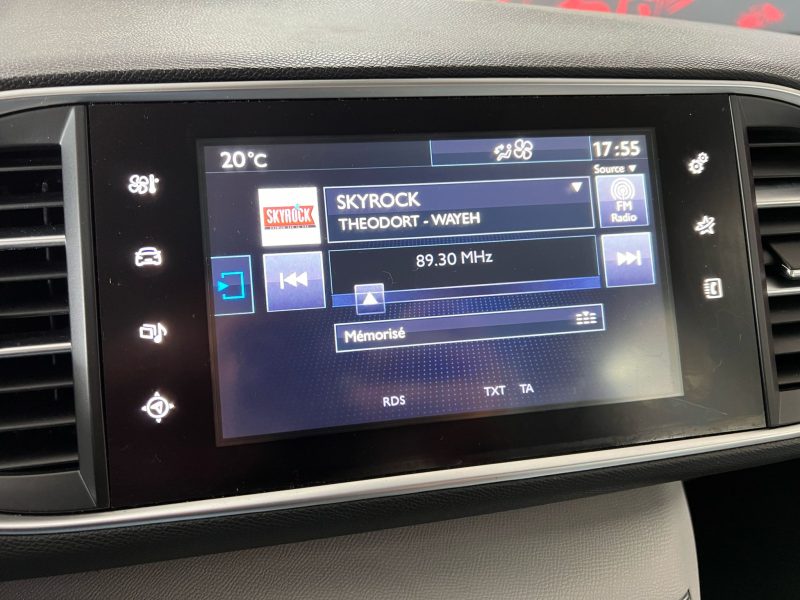 20°C
17:55
Source
SKYROCK
SKYROCK
THEODORT - WAYEH
FM
Radio
89.30 MHz
Mémorisé
RDS
TXT
TA